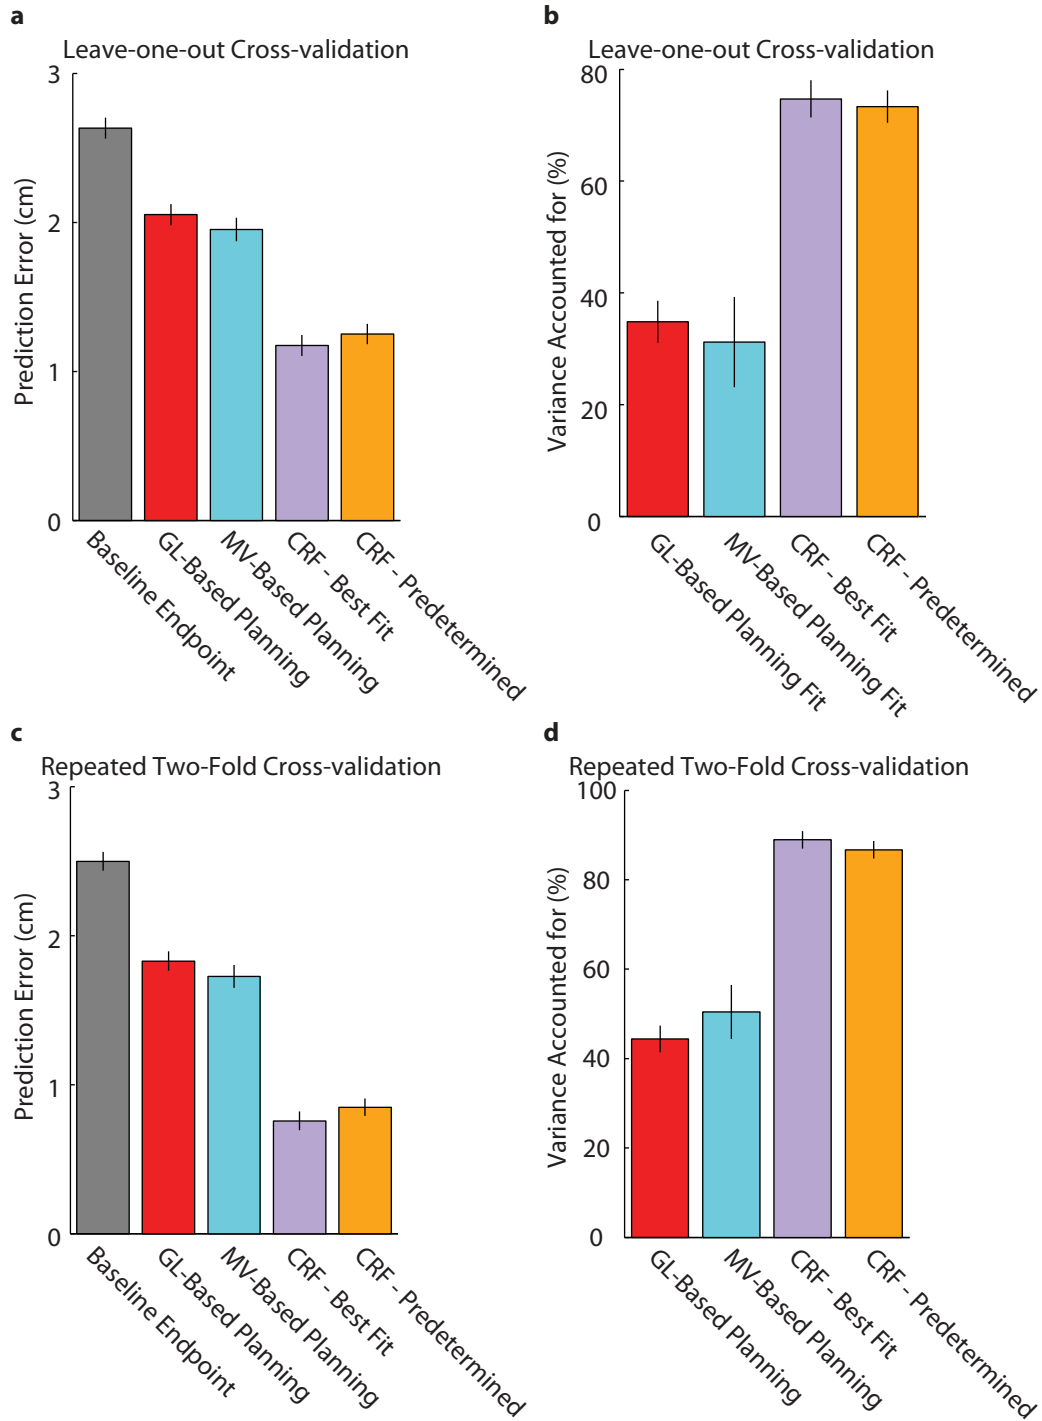 a
Leave-one-out Cross-validation
3
2
1
0
Prediction Error (cm)
Baseline Endpoint
GL-Based Planning
MV-Based Planning
CRF - Best Fit
CRF - Predetermined
b
Leave-one-out Cross-validation
80
60
40
20
0
Variance Accounted for (%)
GL-Based Planning Fit
MV-Based Planning Fit
CRF - Best Fit
CRF - Predetermined
c
Repeated Two-Fold Cross-validation
3
2
1
0
Prediction Error (cm)
Baseline Endpoint
GL-Based Planning
MV-Based Planning
CRF - Best Fit
CRF - Predetermined
d
Repeated Two-Fold Cross-validation
100
80
60
40
20
0
Variance Accounted for (%)
GL-Based Planning
MV-Based Planning
CRF - Best Fit
CRF - Predetermined